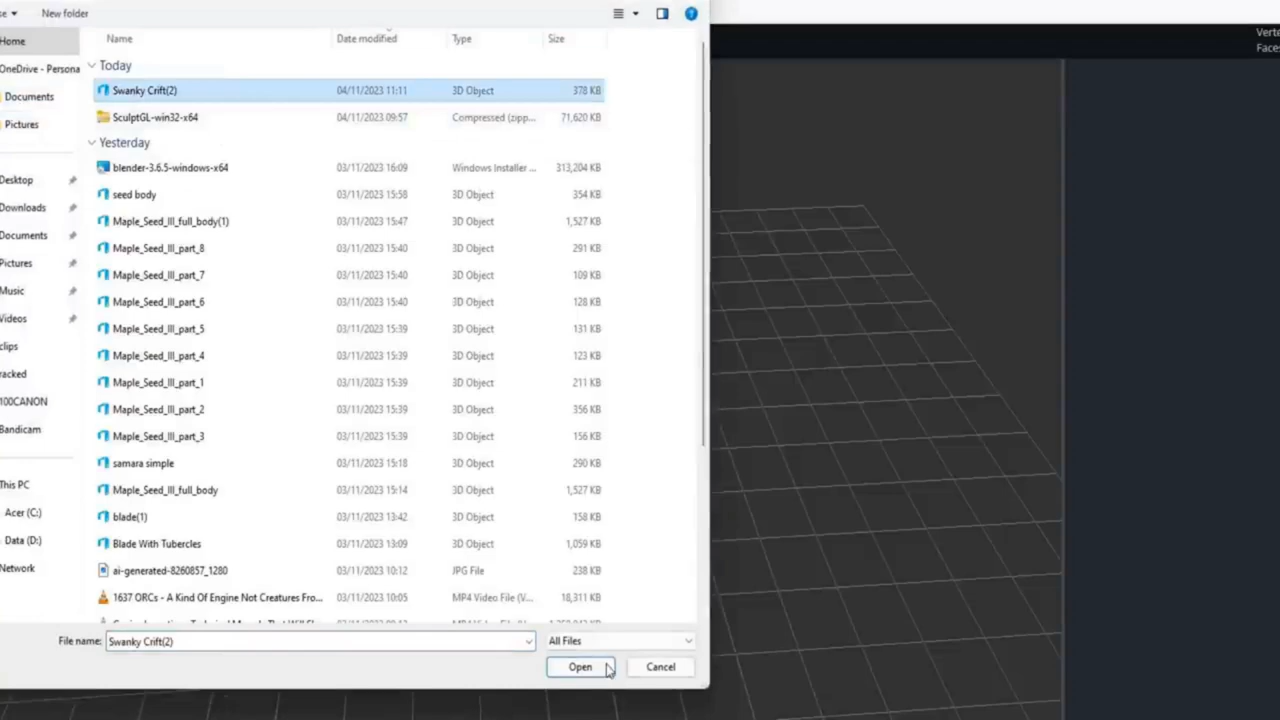 New folder
Name Date modified Type Size
Home
Today
OneDrive - Persona
Swanky Crift(2) 04/11/2023 11:11 3D Object 378 KB
Documents
SculptGL-win32-x64 04/11/2023 09:57 Compressed (zipp... 71,620 KB
Pictures
Yesterday
blender-3.6.5-windows-x64 03/11/2023 16:09 Windows Installer ... 313,204 KB
Desktop
seed body 03/11/2023 15:58 3D Object 354 KB
Downloads
Maple_Seed_III_full_body(1) 03/11/2023 15:47 3D Object 1,527 KB
Documents
Maple_Seed_III_part_8 03/11/2023 15:40 3D Object 291 KB
Pictures
Maple_Seed_III_part_7 03/11/2023 15:40 3D Object 109 KB
Music
Maple_Seed_III_part_6 03/11/2023 15:40 3D Object 128 KB
Videos
Maple_Seed_III_part_5 03/11/2023 15:39 3D Object 131 KB
clips
Maple_Seed_III_part_4 03/11/2023 15:39 3D Object 123 KB
racked
Maple_Seed_III_part_1 03/11/2023 15:39 3D Object 211 KB
100CANON
Maple_Seed_III_part_2 03/11/2023 15:39 3D Object 356 KB
Bandicam
Maple_Seed_III_part_3 03/11/2023 15:39 3D Object 156 KB
samara simple 03/11/2023 15:18 3D Object 290 KB
This PC
Maple_Seed_III_full_body 03/11/2023 15:14 3D Object 1,527 KB
Acer (C:)
blade(1) 03/11/2023 13:42 3D Object 158 KB
Data (D:)
Blade With Tubercles 03/11/2023 13:09 3D Object 1,059 KB
Network
ai-generated-8260857_1280 03/11/2023 10:12 JPG File 238 KB
1637 ORCs - A Kind Of Engine Not Creatures Fro... 03/11/2023 10:05 MP4 Video File (V... 18,311 KB
File name: Swanky Crift(2) All Files
Open Cancel
Verte
Faces